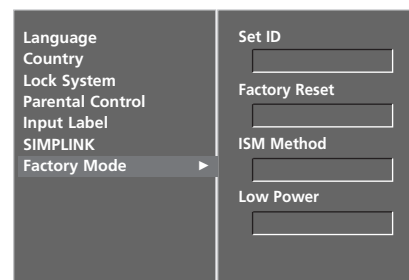 Language
Country
Lock System
Parental Control
Input Label
SIMPLINK
Factory Mode ►
Set ID
Factory Reset
ISM Method
Low Power